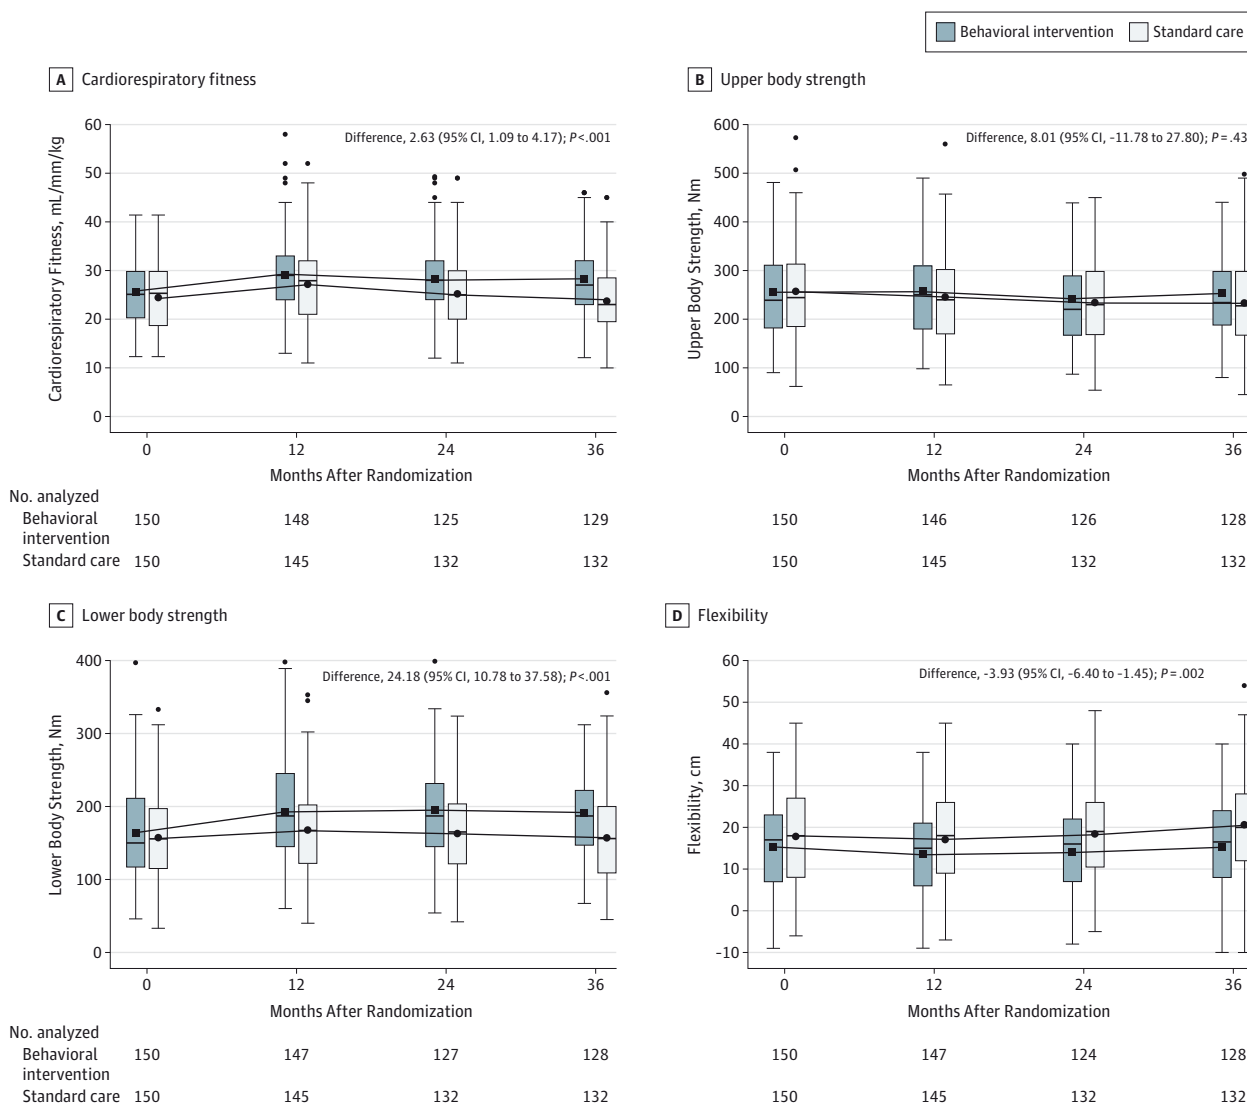 Behavioral intervention Standard care
A Cardiorespiratory fitness
Cardiorespiratory Fitness, mL/mm/kg
60
50
40
30
20
10
0
Difference, 2.63 (95% CI, 1.09 to 4.17); P<.001
0 12 24 36
Months After Randomization
No. analyzed
Behavioral intervention 150 148 125 129
Standard care 150 145 132 132
B Upper body strength
Upper Body Strength, Nm
600
500
400
300
200
100
0
Difference, 8.01 (95% CI, -11.78 to 27.80); P=.43
0 12 24 36
Months After Randomization
150 146 126 128
150 145 132 132
C Lower body strength
Lower Body Strength, Nm
400
300
200
100
0
Difference, 24.18 (95% CI, 10.78 to 37.58); P<.001
0 12 24 36
Months After Randomization
No. analyzed
Behavioral intervention 150 147 127 128
Standard care 150 145 132 132
D Flexibility
Flexibility, cm
60
50
40
30
20
10
0
-10
Difference, -3.93 (95% CI, -6.40 to -1.45); P=.002
0 12 24 36
Months After Randomization
150 147 124 128
150 145 132 132